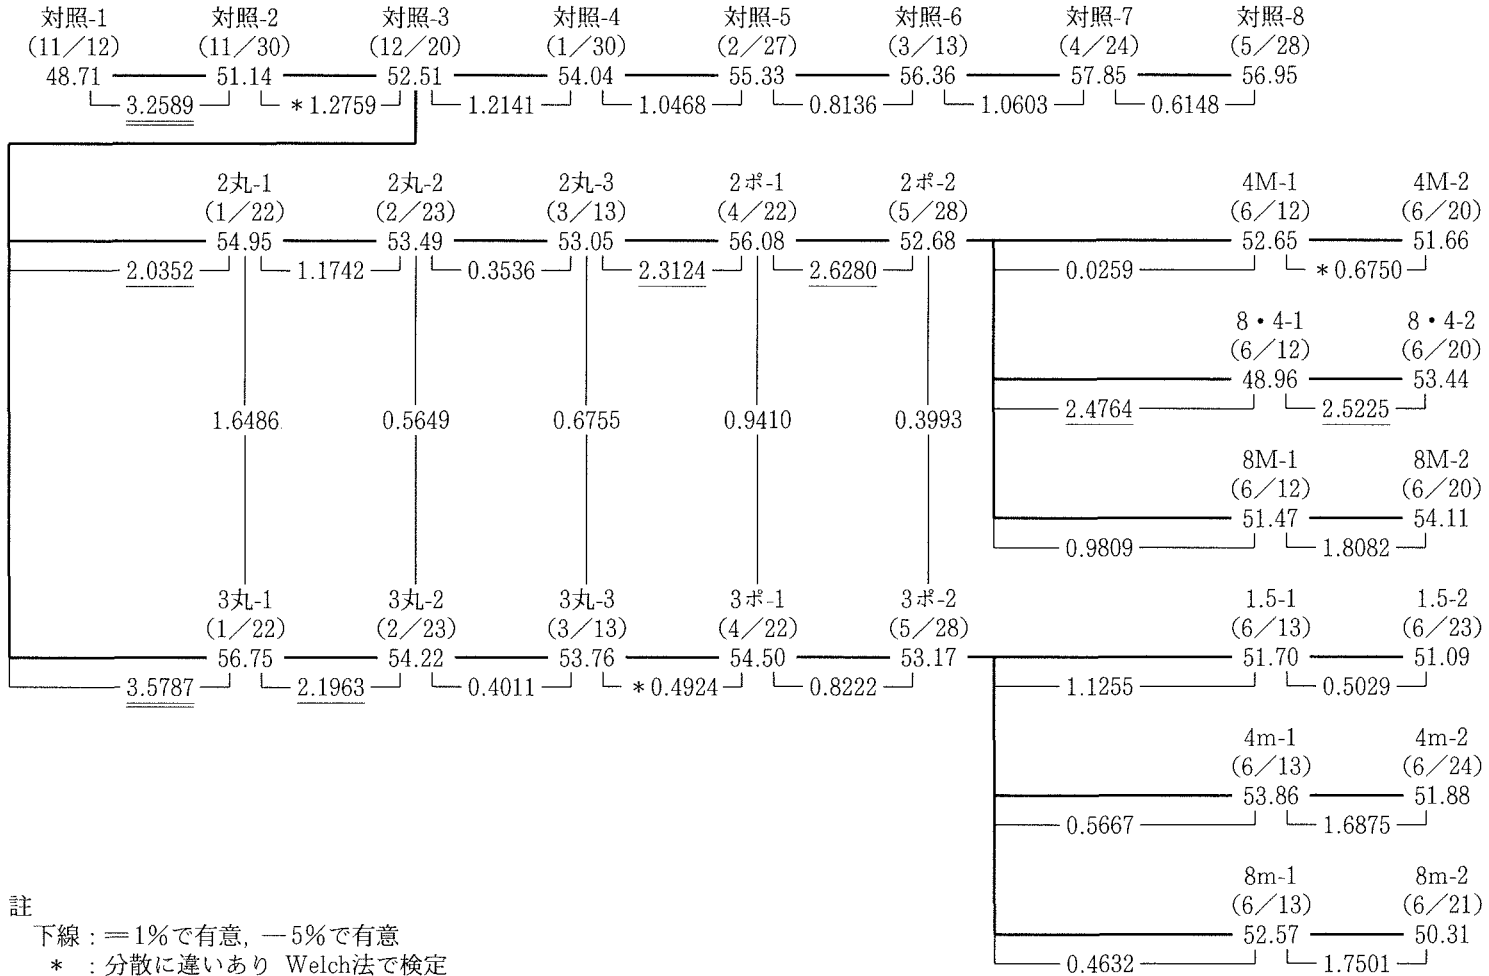 対照-1 対照-2 対照-3 対照-4 対照-5 対照-6 対照-7 対照-8
(11/12) (11/30) (12/20) (1/30) (2/27) (3/13) (4/24) (5/28)
48.71 51.14 52.51 54.04 55.33 56.36 57.85 56.95
3.2589 *1.2759 1.2141 1.0468 0.8136 1.0603 0.6148
2丸-1 2丸-2 2丸-3 2ポ-1 2ポ-2 4M-1 4M-2
(1/22) (2/23) (3/13) (4/22) (5/28) (6/12) (6/20)
54.95 53.49 53.05 56.08 52.68 52.65 51.66
2.0352 1.1742 0.3536 2.3124 2.6280 0.0259 *0.6750
8・4-1 8・4-2
(6/12) (6/20)
48.96 53.44
2.4764 2.5225
1.6486 0.5649 0.6755 0.9410 0.3993
8M-1 8M-2
(6/12) (6/20)
51.47 54.11
0.9809 1.8082
3丸-1 3丸-2 3丸-3 3ポ-1 3ポ-2 1.5-1 1.5-2
(1/22) (2/23) (3/13) (4/22) (5/28) (6/13) (6/23)
56.75 54.22 53.76 54.50 53.17 51.70 51.09
3.5787 2.1963 0.4011 *0.4924 0.8222 1.1255 0.5029
4m-1 4m-2
(6/13) (6/24)
53.86 51.88
0.5667 1.6875
8m-1 8m-2
(6/13) (6/21)
52.57 50.31
0.4632 1.7501
註
下線：＝1%で有意，—5%で有意
*　：分散に違いあり Welch法で検定